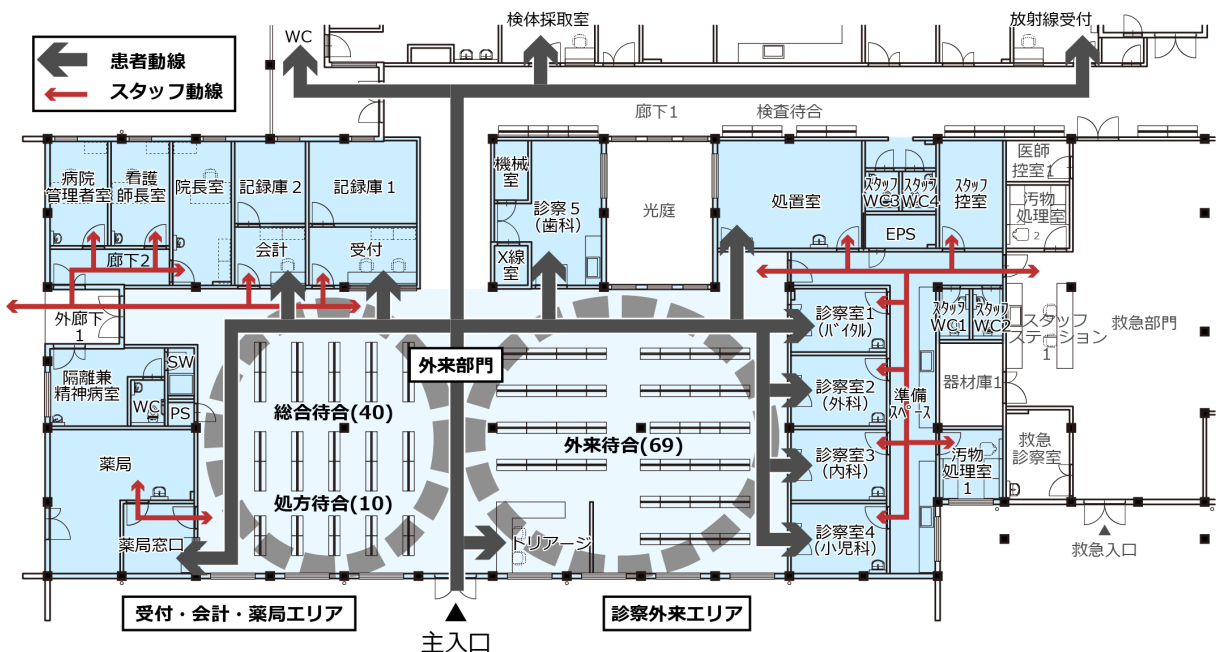 検体採取室
放射線受付
WC
患者動線
スタッフ動線
廊下1
検査待合
病院
管理者室
看護
師長室
院長室
記録庫2
記録庫1
機械
室
診察5
(歯科)
光庭
処置室
スタッフ
WC3
スタッフ
WC4
スタッフ
控室
医師
控室1
汚物
処理室
2
EPS
会計
受付
廊下2
X線
室
外廊下
1
診察室1
(バイタル)
スタッフ
WC1
スタッフ
WC2
スタッフ
ステーション
1
救急部門
外来部門
SW
隔離兼
精神病室
WC
PS
診察室2
(外科)
準備
スペース
器材庫1
総合待合(40)
外来待合(69)
薬局
診察室3
(内科)
汚物
処理室
1
救急
診察室
処方待合(10)
薬局窓口
トリアージ
診察室4
(小児科)
救急入口
受付・会計・薬局エリア
診察外来エリア
主入口